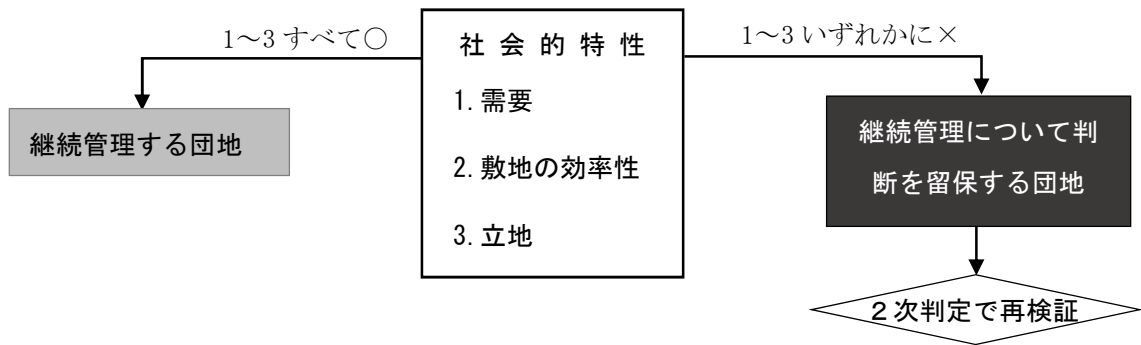 1～3 すべて○
社会的特性
1～3 いずれかに×
1. 需要
2. 敷地の効率性
3. 立地
継続管理する団地
継続管理について判
断を留保する団地
２次判定で再検証